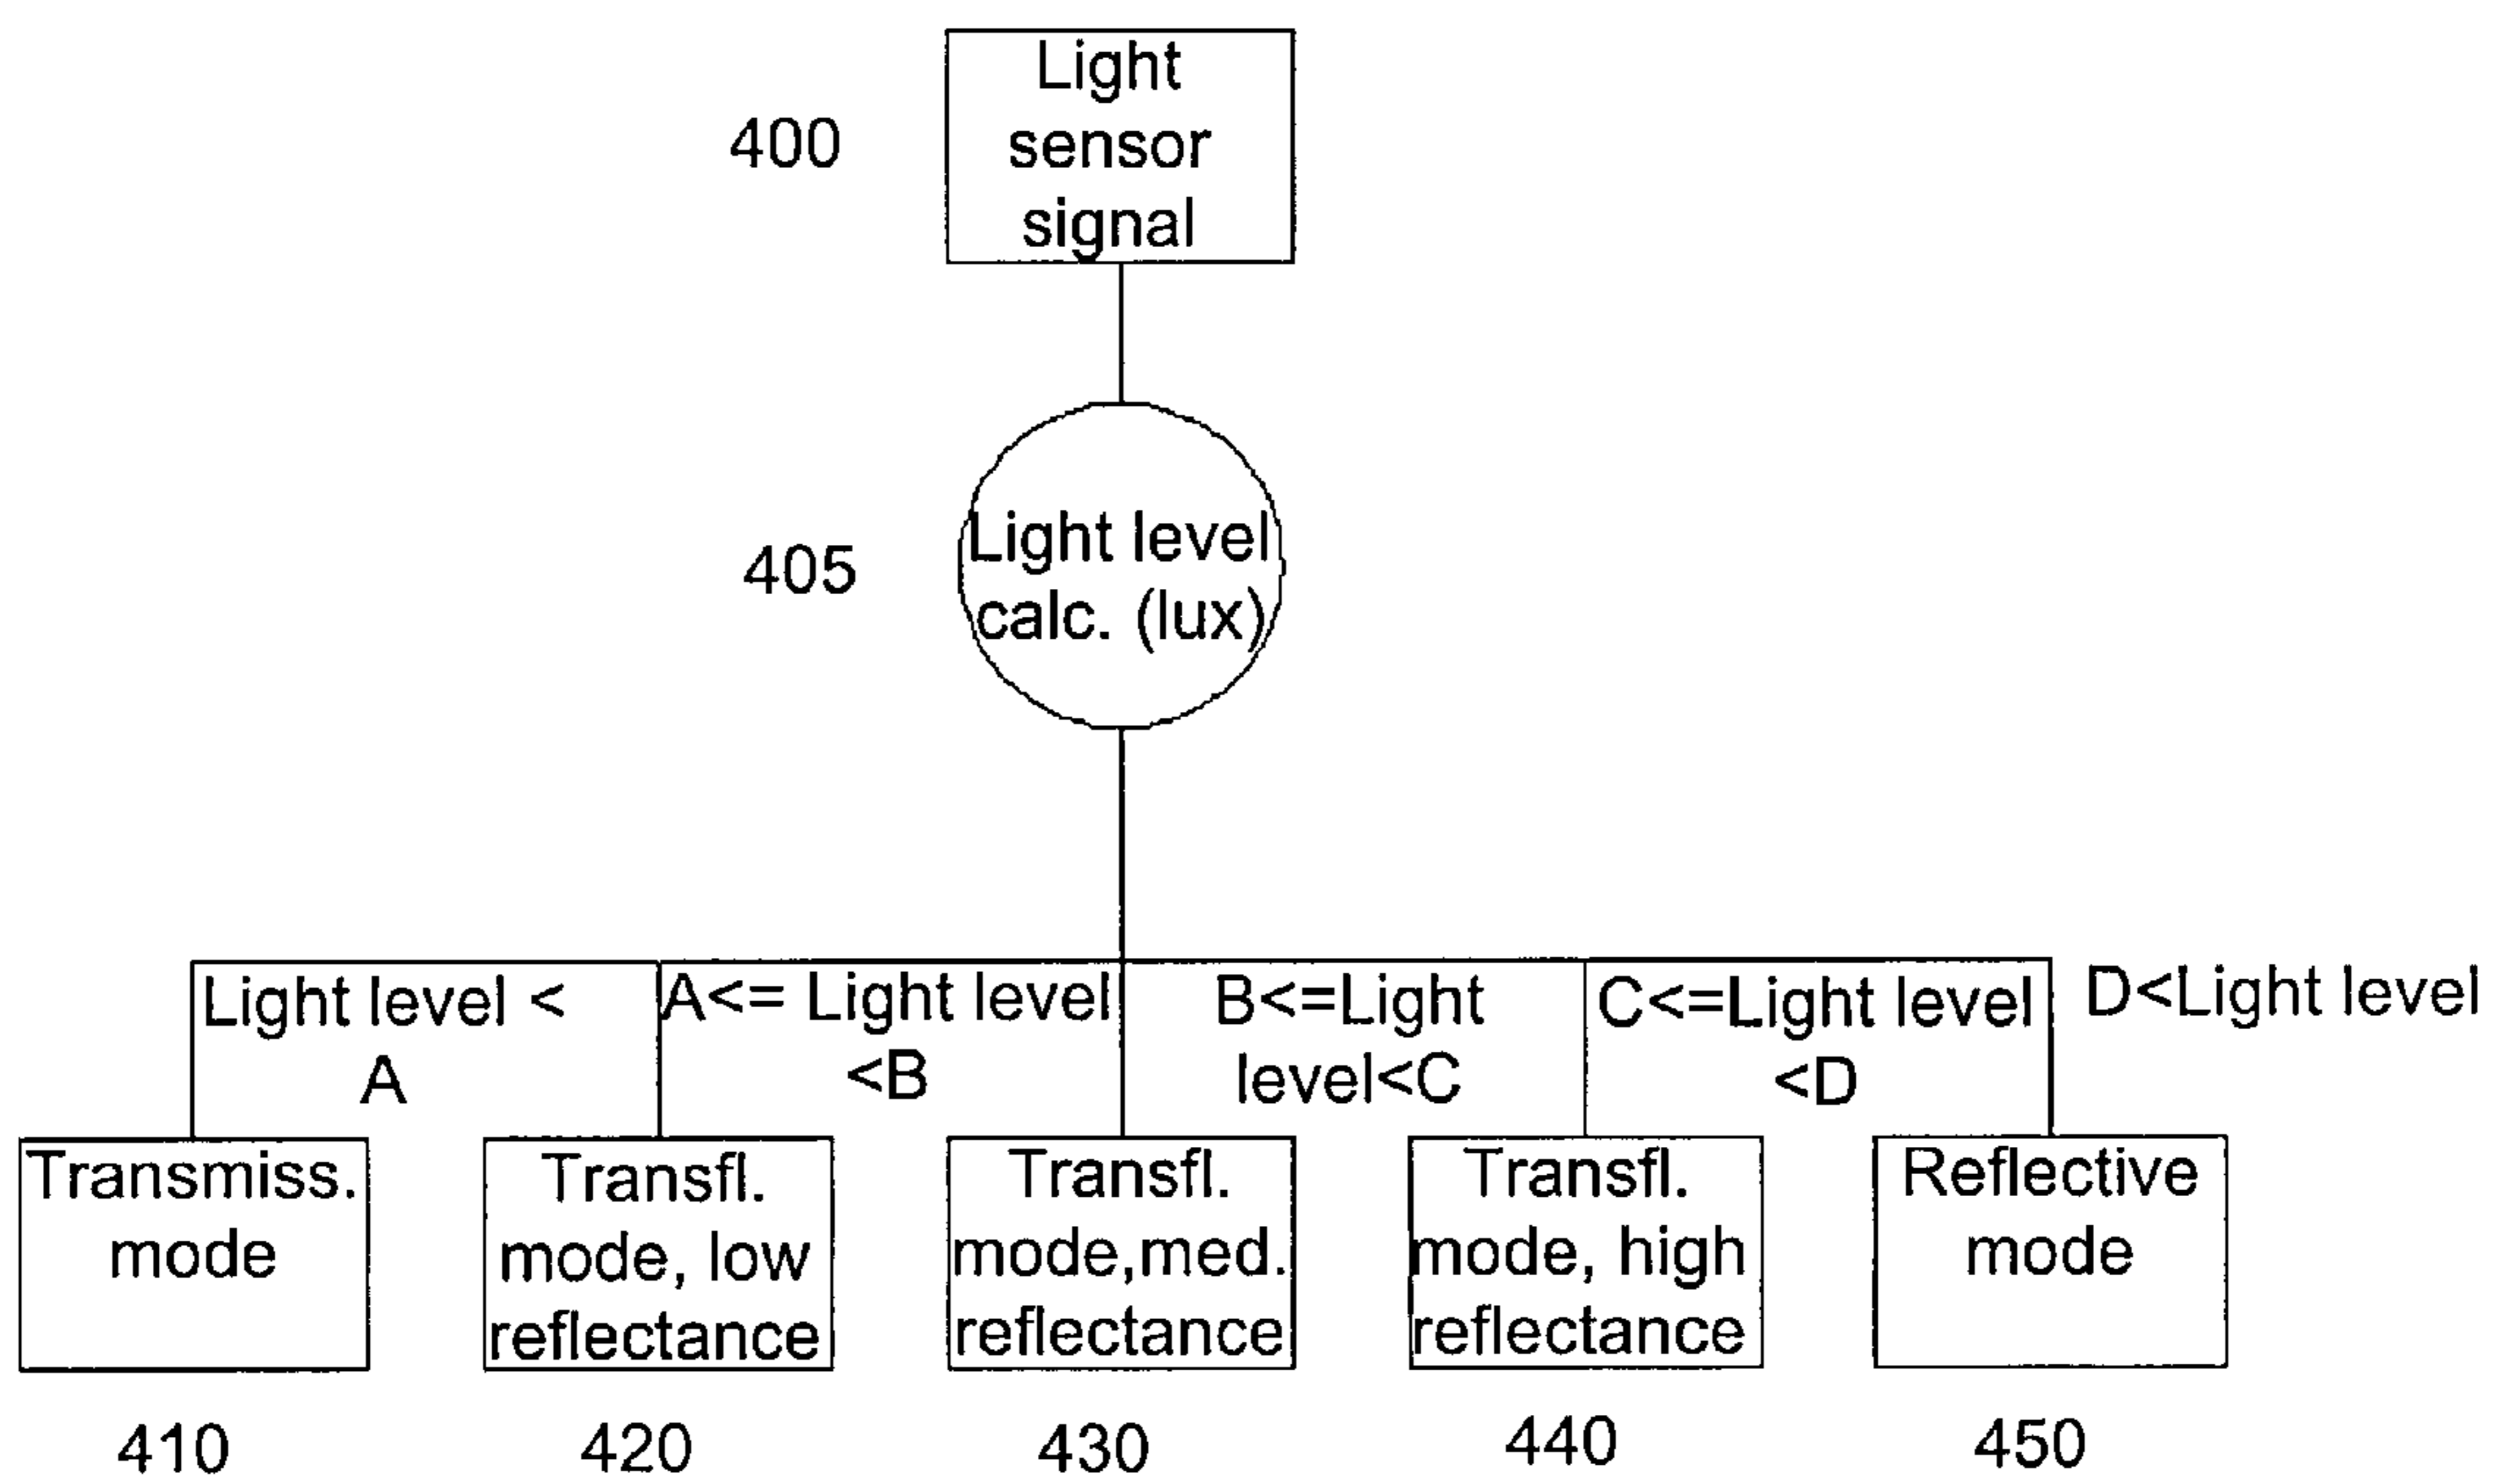 Light
sensor
signal
400
Light level
calc. (lux)
405
Light level <
A
A<= Light level
<B
B<=Light
level<C
C<=Light level
<D
D<Light level
Transmiss.
mode
Transfl.
mode, low
reflectance
Transfl.
mode,med.
reflectance
Transfl.
mode, high
reflectance
Reflective
mode
410
420
430
440
450